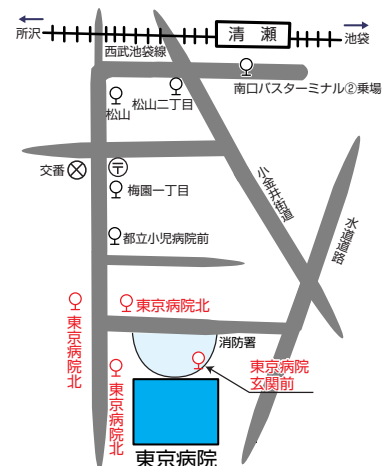 所沢
清瀬
池袋
西武池袋線
南口バスターミナル②乗場
松山二丁目
松山
交番
〒
梅園一丁目
小金井街道
水道道路
都立小児病院前
東京病院北
東京病院北
消防署
東京病院北
東京病院
玄関前
東京病院